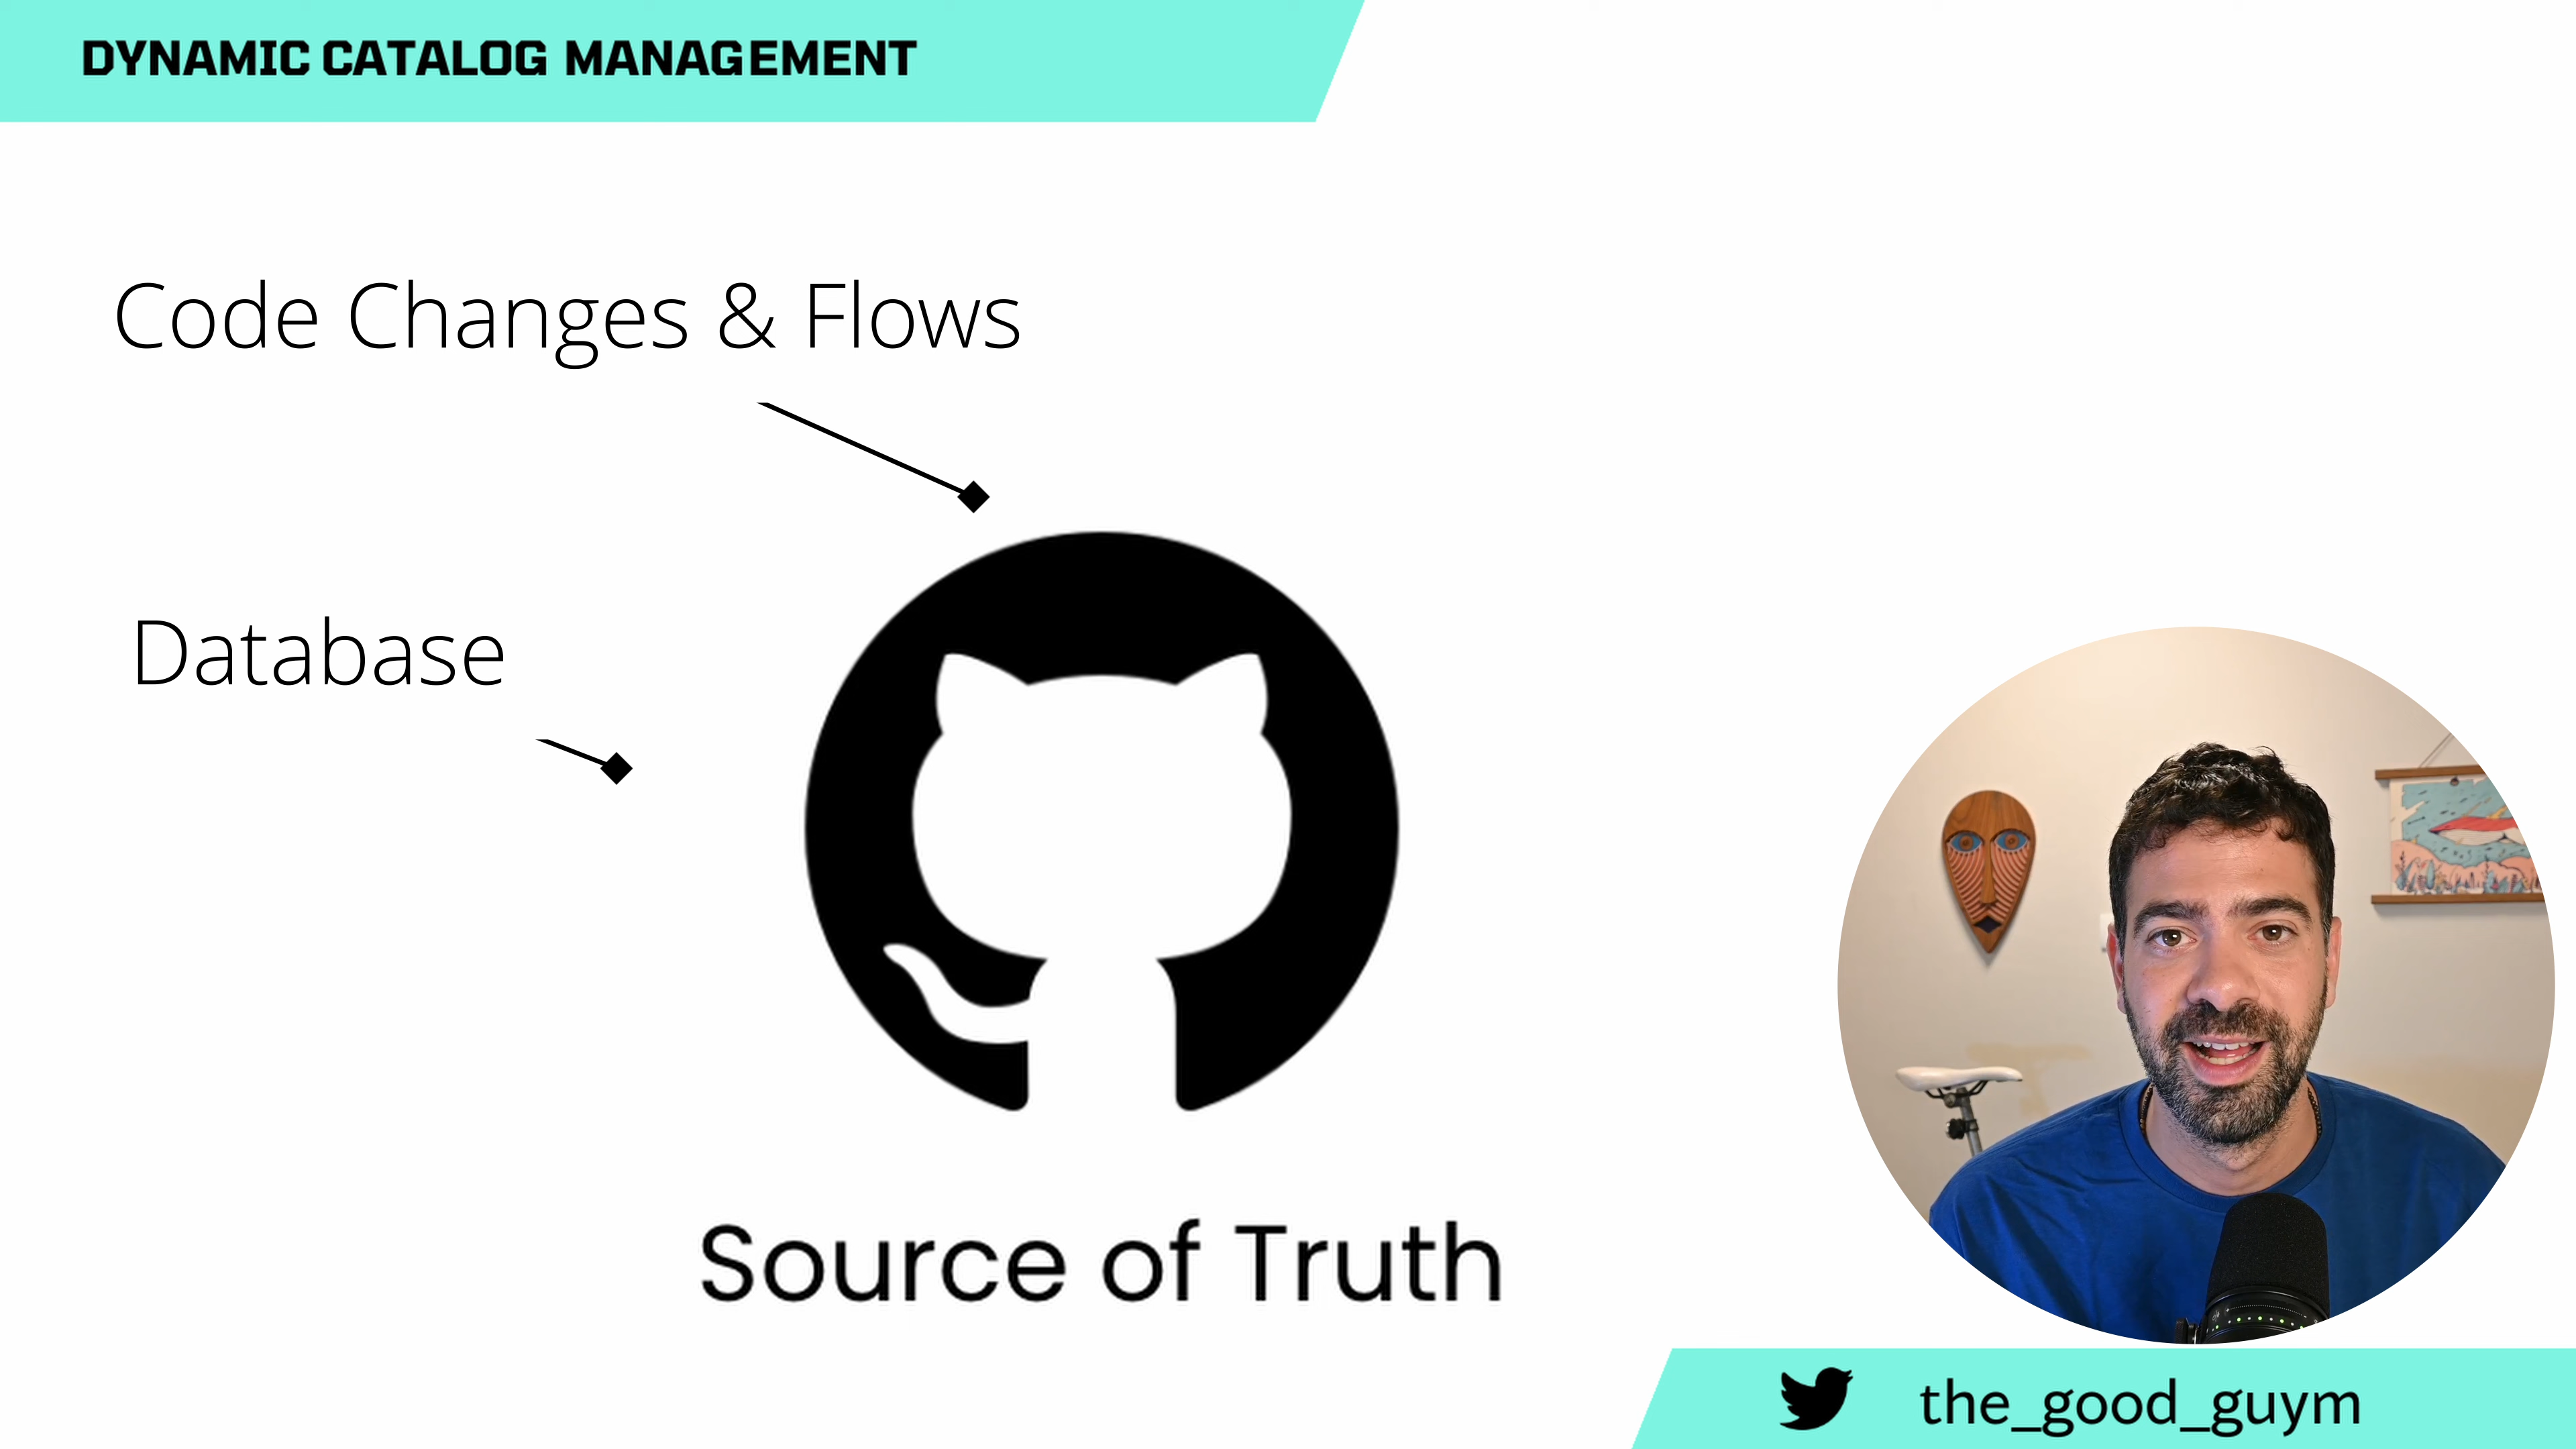 DYNAMIC CATALOG MANAGEMENT
Code Changes & Flows
Database
Source of Truth
the_good_guym